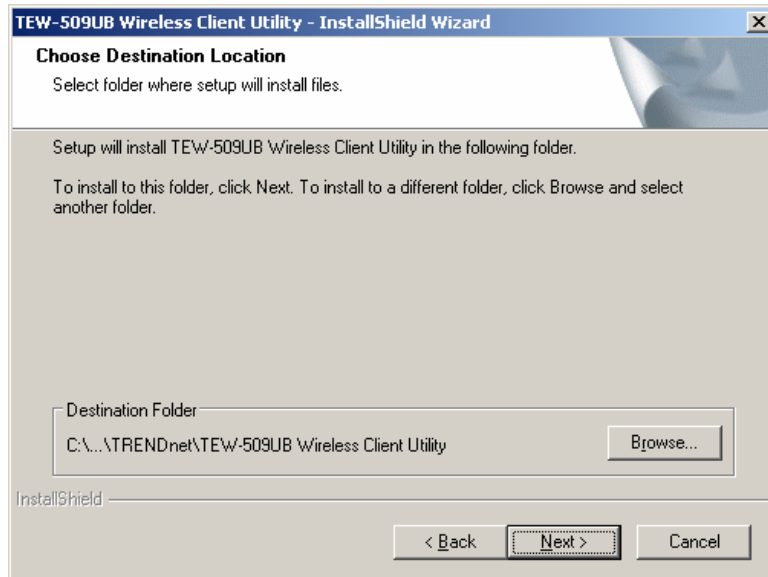 TEW-509UB Wireless Client Utility - InstallShield Wizard
Choose Destination Location
Select folder where setup will install files.
Setup will install TEW-509UB Wireless Client Utility in the following folder.
To install to this folder, click Next. To install to a different folder, click Browse and select
another folder.
Destination Folder
C:\...\TRENDnet\TEW-509UB Wireless Client Utility
Browse...
InstallShield
< Back
Next >
Cancel